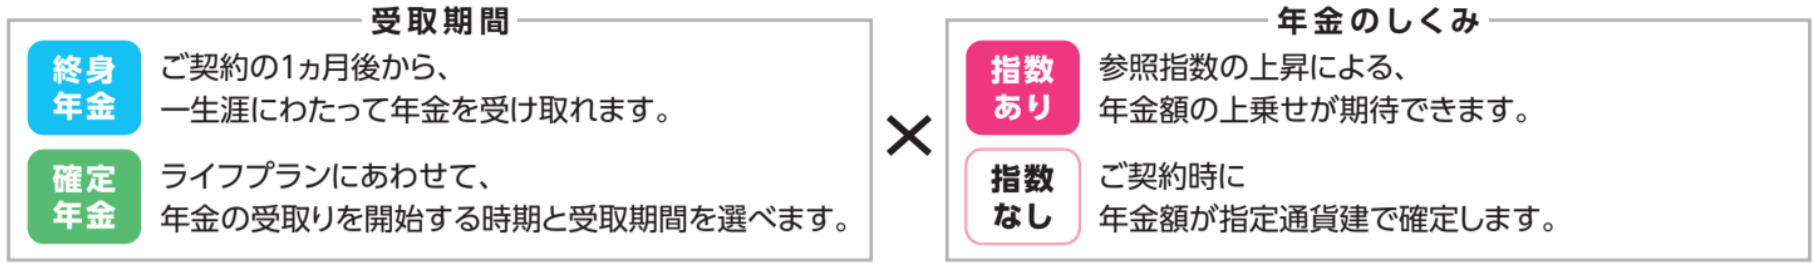 受取期間
終身
年金
ご契約の1ヵ月後から、
一生涯にわたって年金を受け取れます。
確定
年金
ライフプランにあわせて、
年金の受取りを開始する時期と受取期間を選べます。
×
年金のしくみ
指数
あり
参照指数の上昇による、
年金額の上乗せが期待できます。
指数
なし
ご契約時に
年金額が指定通貨建で確定します。